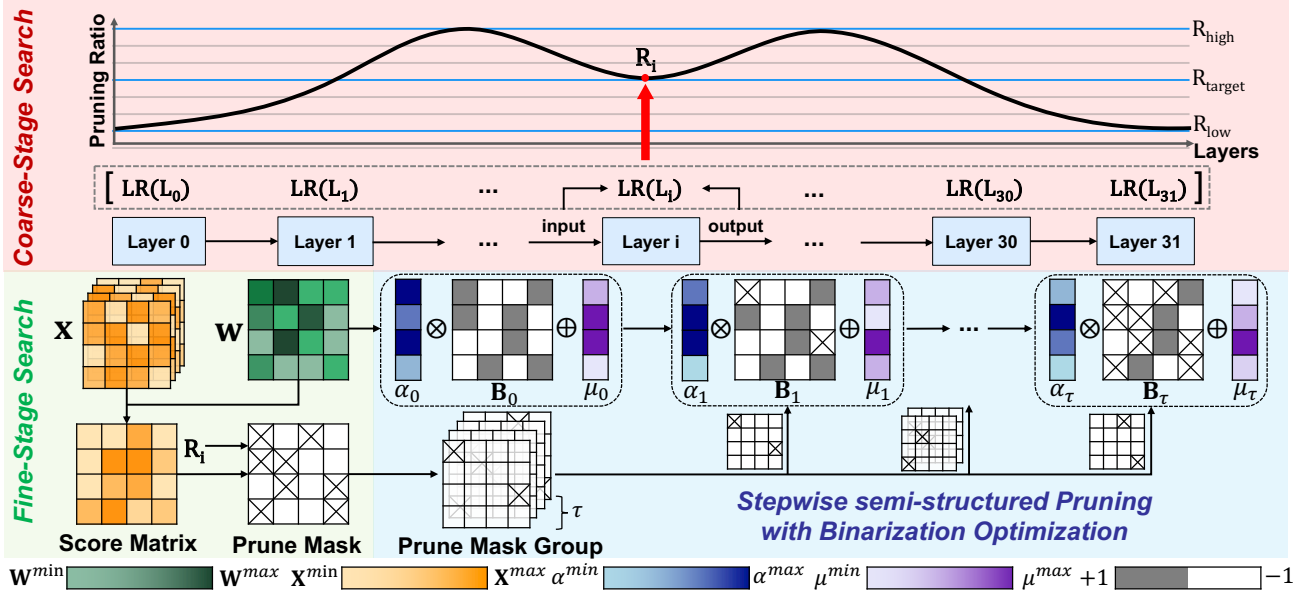 Coarse-Stage Search
Pruning Ratio
R_high
R_i
R_target
R_low
Layers
[ LR(L_0) LR(L_1) ... LR(L_i) ... LR(L_30) LR(L_31) ]
input output
Layer 0 Layer 1 ... Layer i ... Layer 30 Layer 31
Fine-Stage Search
X W ⊗ ⊕ ⊗ ⊕ ... ⊗ ⊕
α_0 B_0 μ_0 α_1 B_1 μ_1 α_τ B_τ μ_τ
R_i
τ
Stepwise semi-structured Pruning
with Binarization Optimization
Score Matrix Prune Mask Prune Mask Group
W^min W^max X^min X^max α^min α^max μ^min μ^max +1 −1